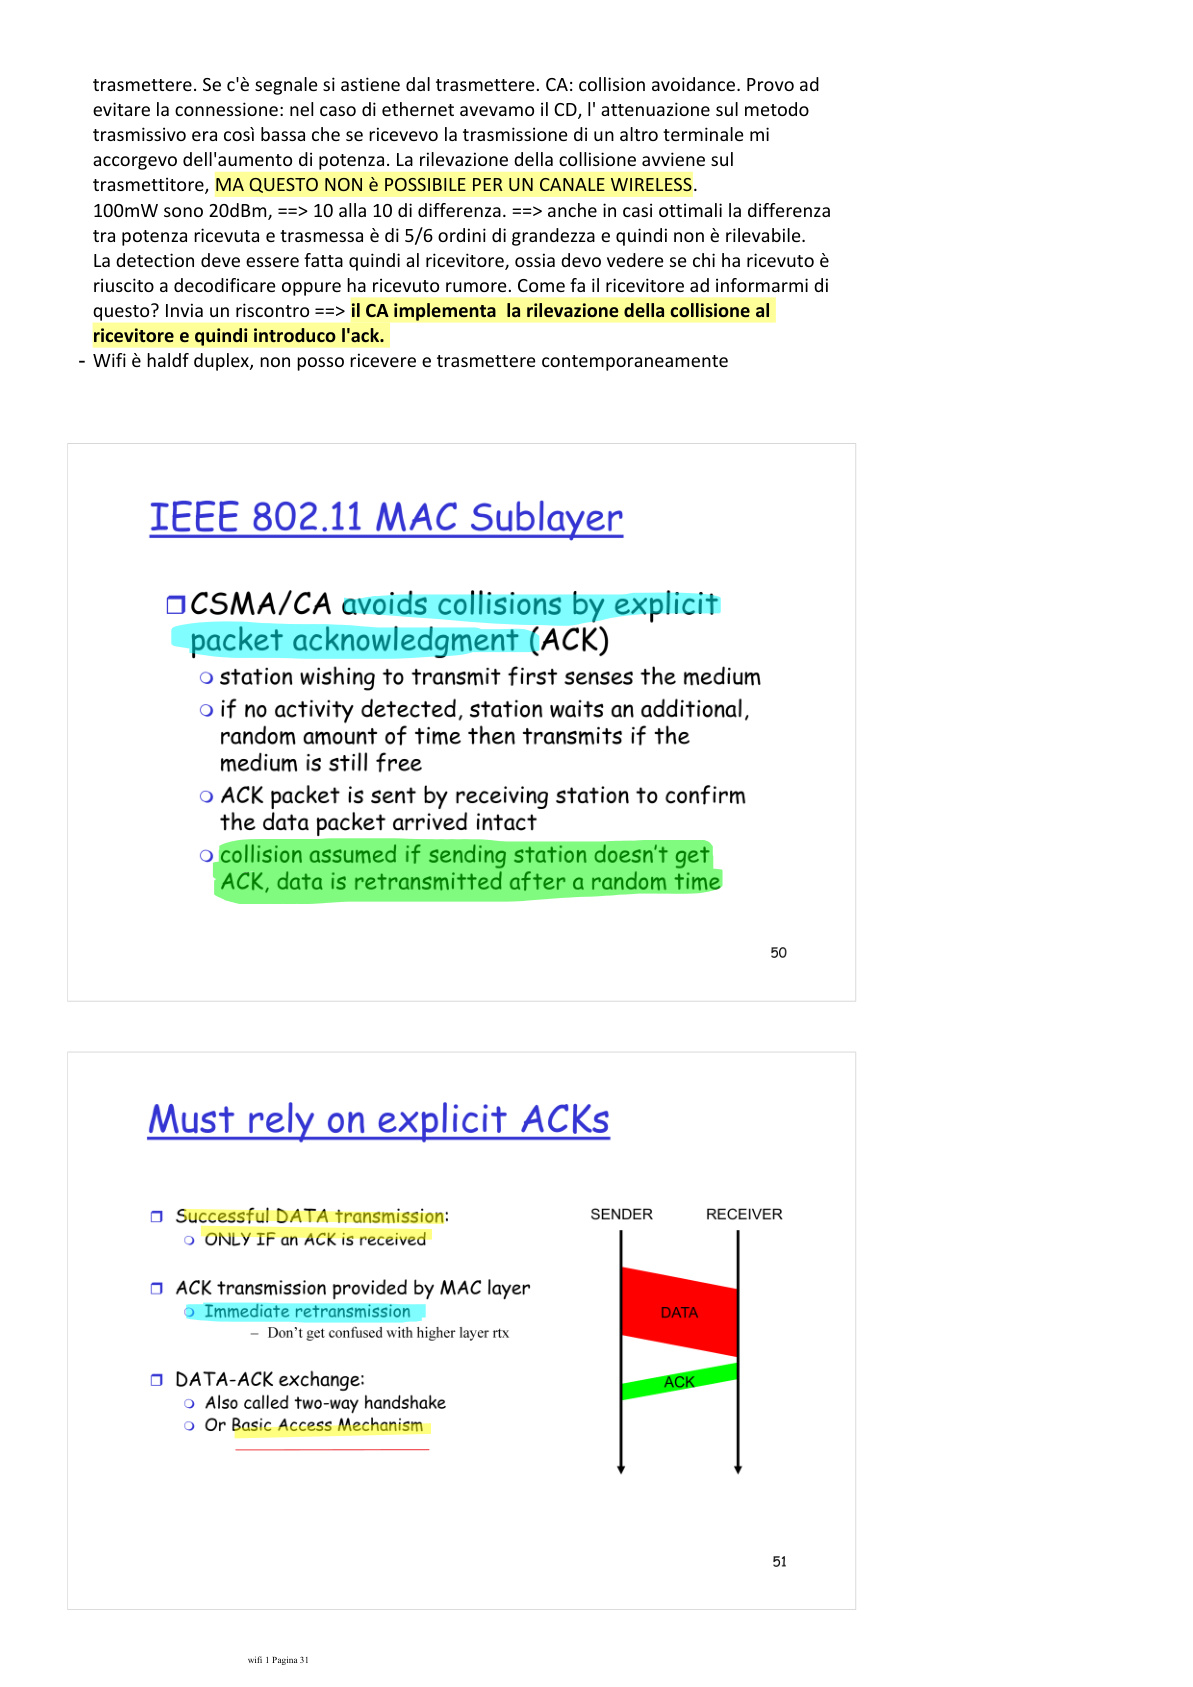 trasmettere. Se c'è segnale si astiene dal trasmettere. CA: collision avoidance. Provo ad
evitare la connessione: nel caso di ethernet avevamo il CD, l' attenuazione sul metodo
trasmissivo era così bassa che se ricevevo la trasmissione di un altro terminale mi
accorgevo dell'aumento di potenza. La rilevazione della collisione avviene sul
trasmettitore, MA QUESTO NON è POSSIBILE PER UN CANALE WIRELESS.
100mW sono 20dBm, ==> 10 alla 10 di differenza. ==> anche in casi ottimali la differenza
tra potenza ricevuta e trasmessa è di 5/6 ordini di grandezza e quindi non è rilevabile.
La detection deve essere fatta quindi al ricevitore, ossia devo vedere se chi ha ricevuto è
riuscito a decodificare oppure ha ricevuto rumore. Come fa il ricevitore ad informarmi di
questo? Invia un riscontro ==> il CA implementa  la rilevazione della collisione al
ricevitore e quindi introduco l'ack.
- Wifi è haldf duplex, non posso ricevere e trasmettere contemporaneamente
IEEE 802.11 MAC Sublayer
CSMA/CA avoids collisions by explicit
packet acknowledgment (ACK)
station wishing to transmit first senses the medium
if no activity detected, station waits an additional,
random amount of time then transmits if the
medium is still free
ACK packet is sent by receiving station to confirm
the data packet arrived intact
collision assumed if sending station doesn't get
ACK, data is retransmitted after a random time
50
Must rely on explicit ACKs
Successful DATA transmission:
ONLY IF an ACK is received
ACK transmission provided by MAC layer
Immediate retransmission
– Don't get confused with higher layer rtx
DATA-ACK exchange:
Also called two-way handshake
Or Basic Access Mechanism
SENDER RECEIVER
DATA
ACK
51
wifi 1 Pagina 31